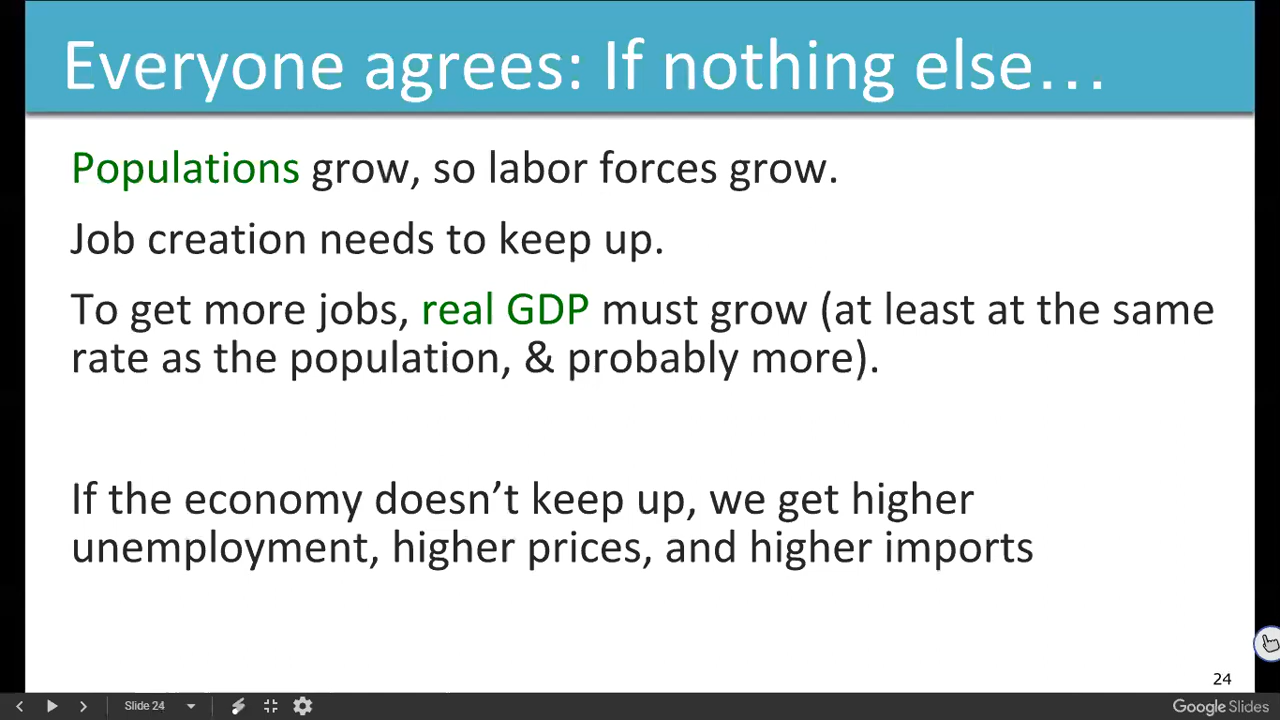 Everyone agrees: If nothing else…
Populations grow, so labor forces grow.
Job creation needs to keep up.
To get more jobs, real GDP must grow (at least at the same
rate as the population, & probably more).
If the economy doesn’t keep up, we get higher
unemployment, higher prices, and higher imports
24
Slide 24
Google Slides